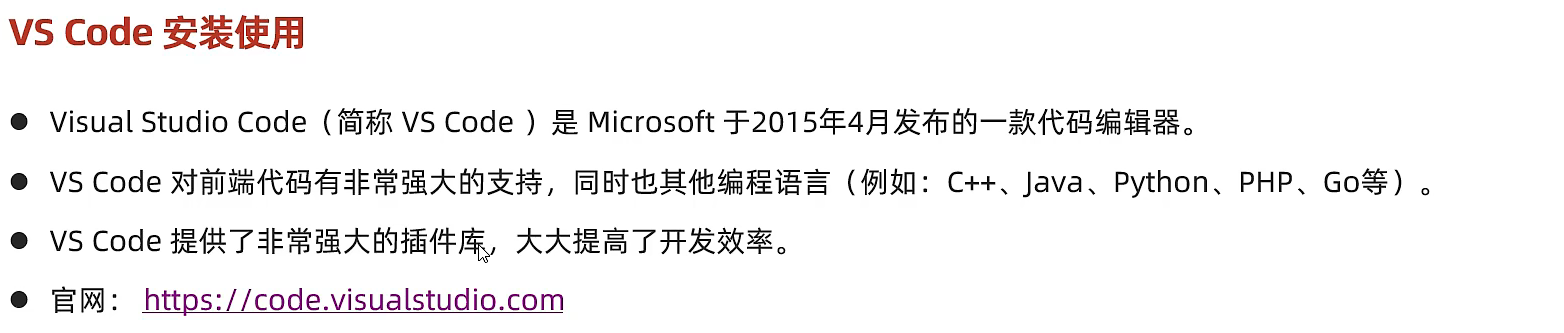 VS Code 安装使用
● Visual Studio Code（简称 VS Code ）是 Microsoft 于2015年4月发布的一款代码编辑器。
● VS Code 对前端代码有非常强大的支持，同时也其他编程语言（例如：C++、Java、Python、PHP、Go等）。
● VS Code 提供了非常强大的插件库，大大提高了开发效率。
● 官网： https://code.visualstudio.com